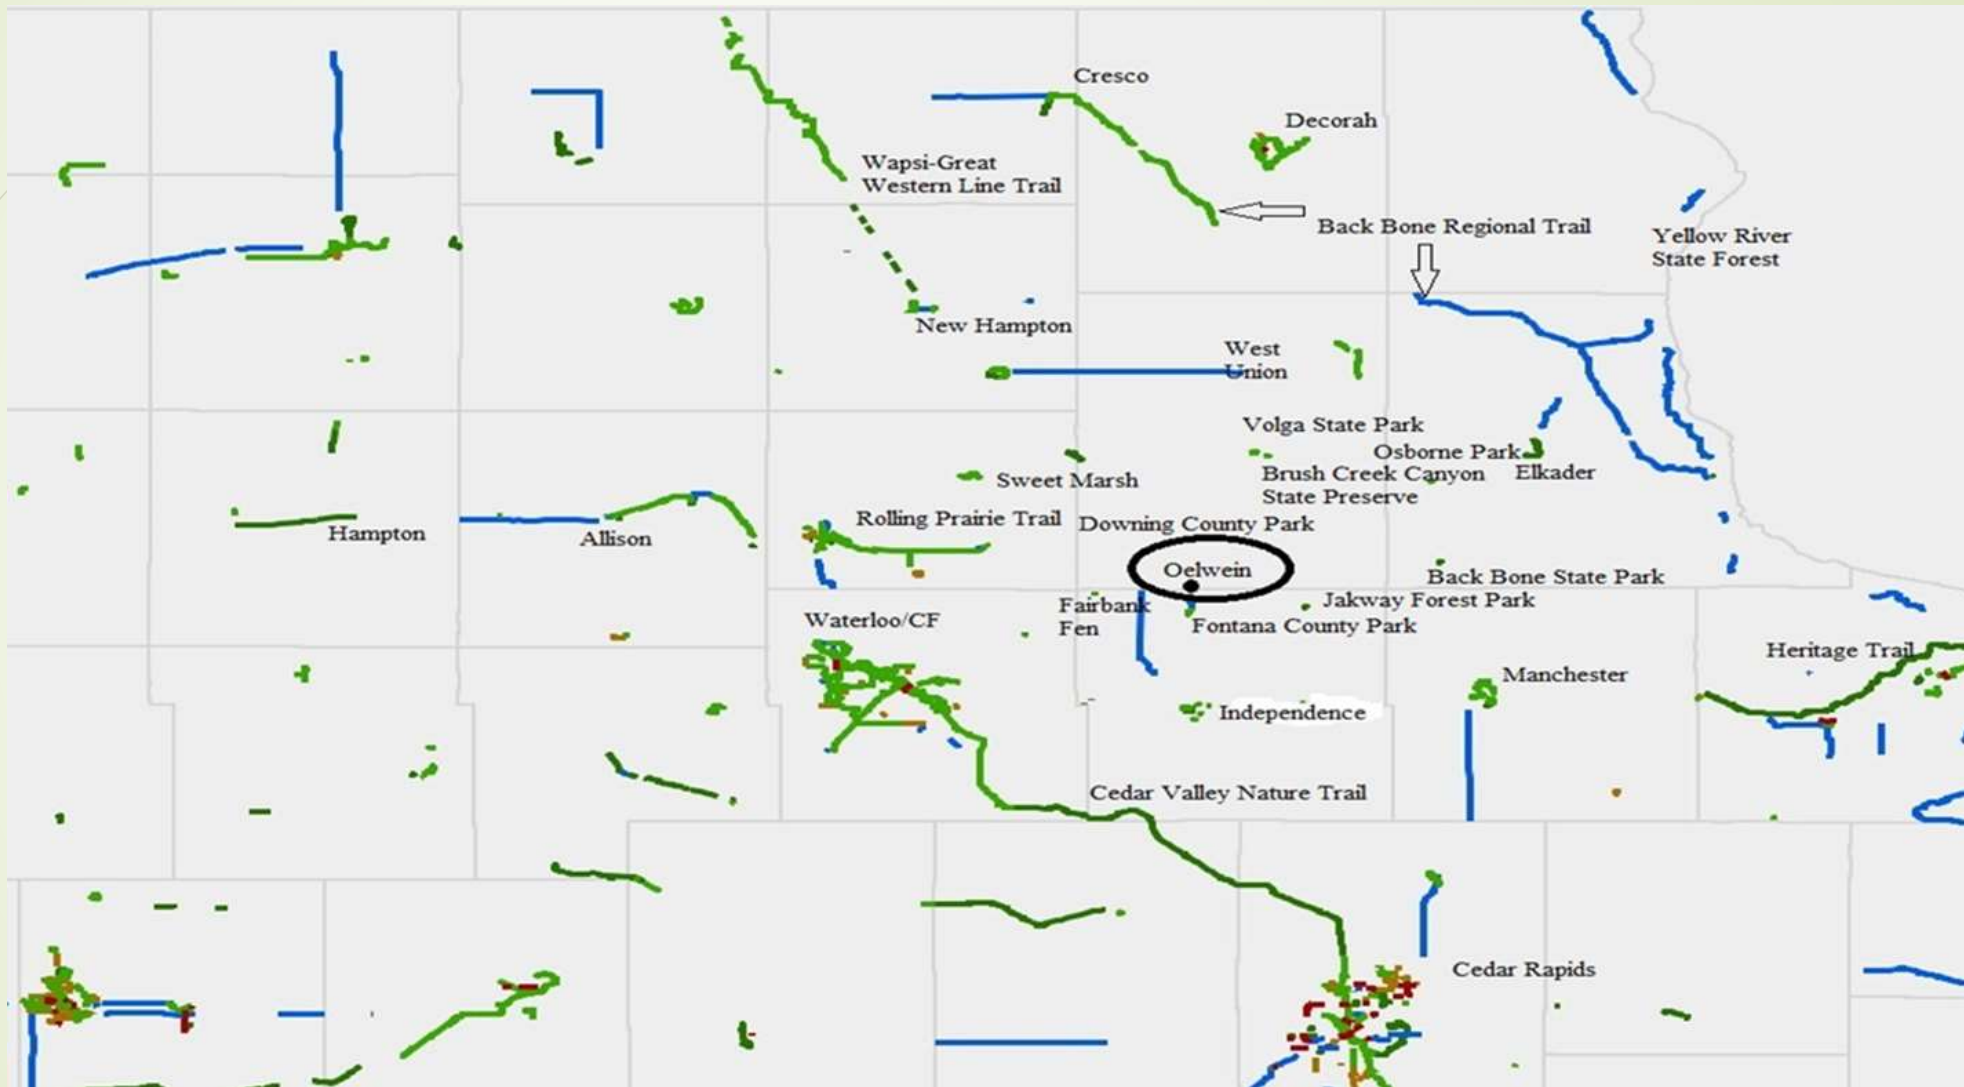 Cresco
Decorah
Wapsi-Great
Western Line Trail
Back Bone Regional Trail
Yellow River
State Forest
New Hampton
West
Union
Volga State Park
Osborne Park
Elkader
Brush Creek Canyon
State Preserve
Sweet Marsh
Rolling Prairie Trail
Downing County Park
Hampton
Allison
Oelwein
Back Bone State Park
Fairbank
Fen
Jakway Forest Park
Fontana County Park
Waterloo/CF
Heritage Trail
Manchester
Independence
Cedar Valley Nature Trail
Cedar Rapids